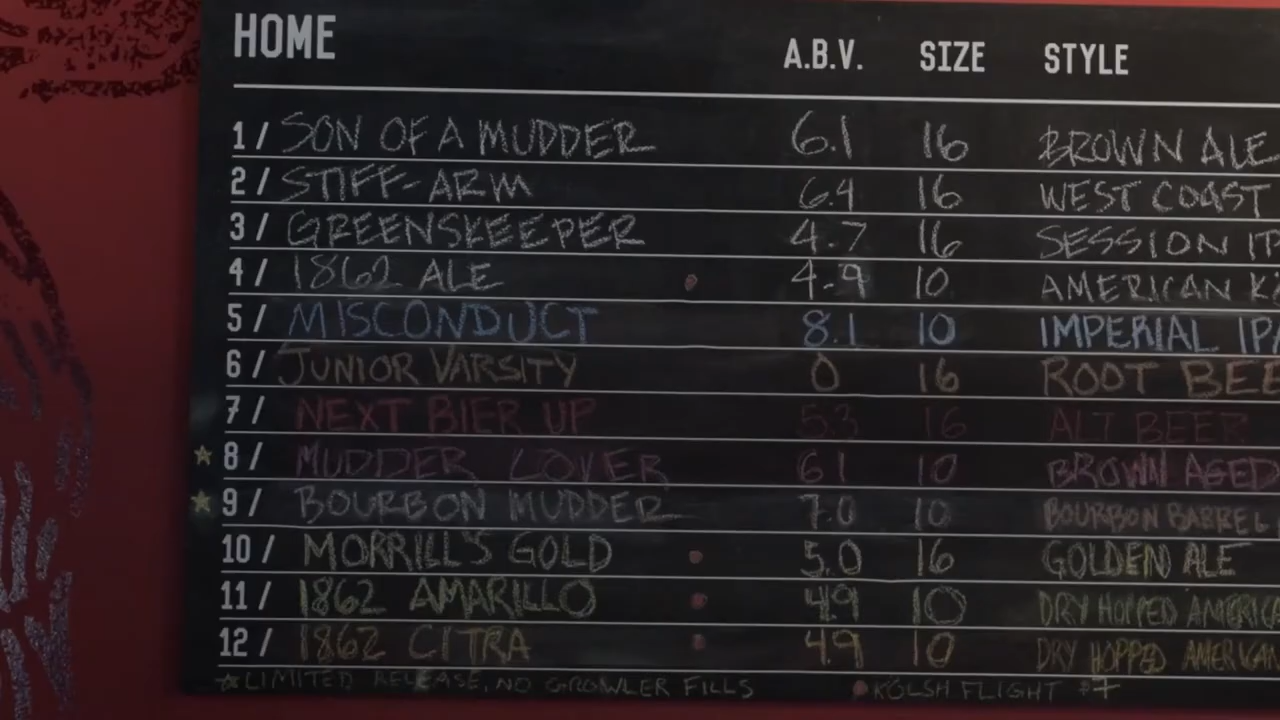 HOME A.B.V. SIZE STYLE
1/ SON OF A MUDDER 6.1 16 BROWN ALE
2/ STIFF-ARM 6.4 16 WEST COAST
3/ GREENSKEEPER 4.7 16 SESSION IP
4/ 1862 ALE 4.9 10 AMERICAN K
5/ MISCONDUCT 8.1 10 IMPERIAL IPA
6/ JUNIOR VARSITY 0 16 ROOT BEE
7/ NEXT BIER UP 5.3 16 ALT BEER
☆ 8/ MUDDER LOVER 6.1 10 BROWN AGED
☆ 9/ BOURBON MUDDER 7.0 10 BOURBON BARREL
10/ MORRILL'S GOLD 5.0 16 GOLDEN ALE
11/ 1862 AMARILLO 4.9 10 DRY HOPPED AMERICA
12/ 1862 CITRA 4.9 10 DRY HOPPED AMERICAN
☆LIMITED RELEASE, NO GROWLER FILLS KOLSH FLIGHT $7